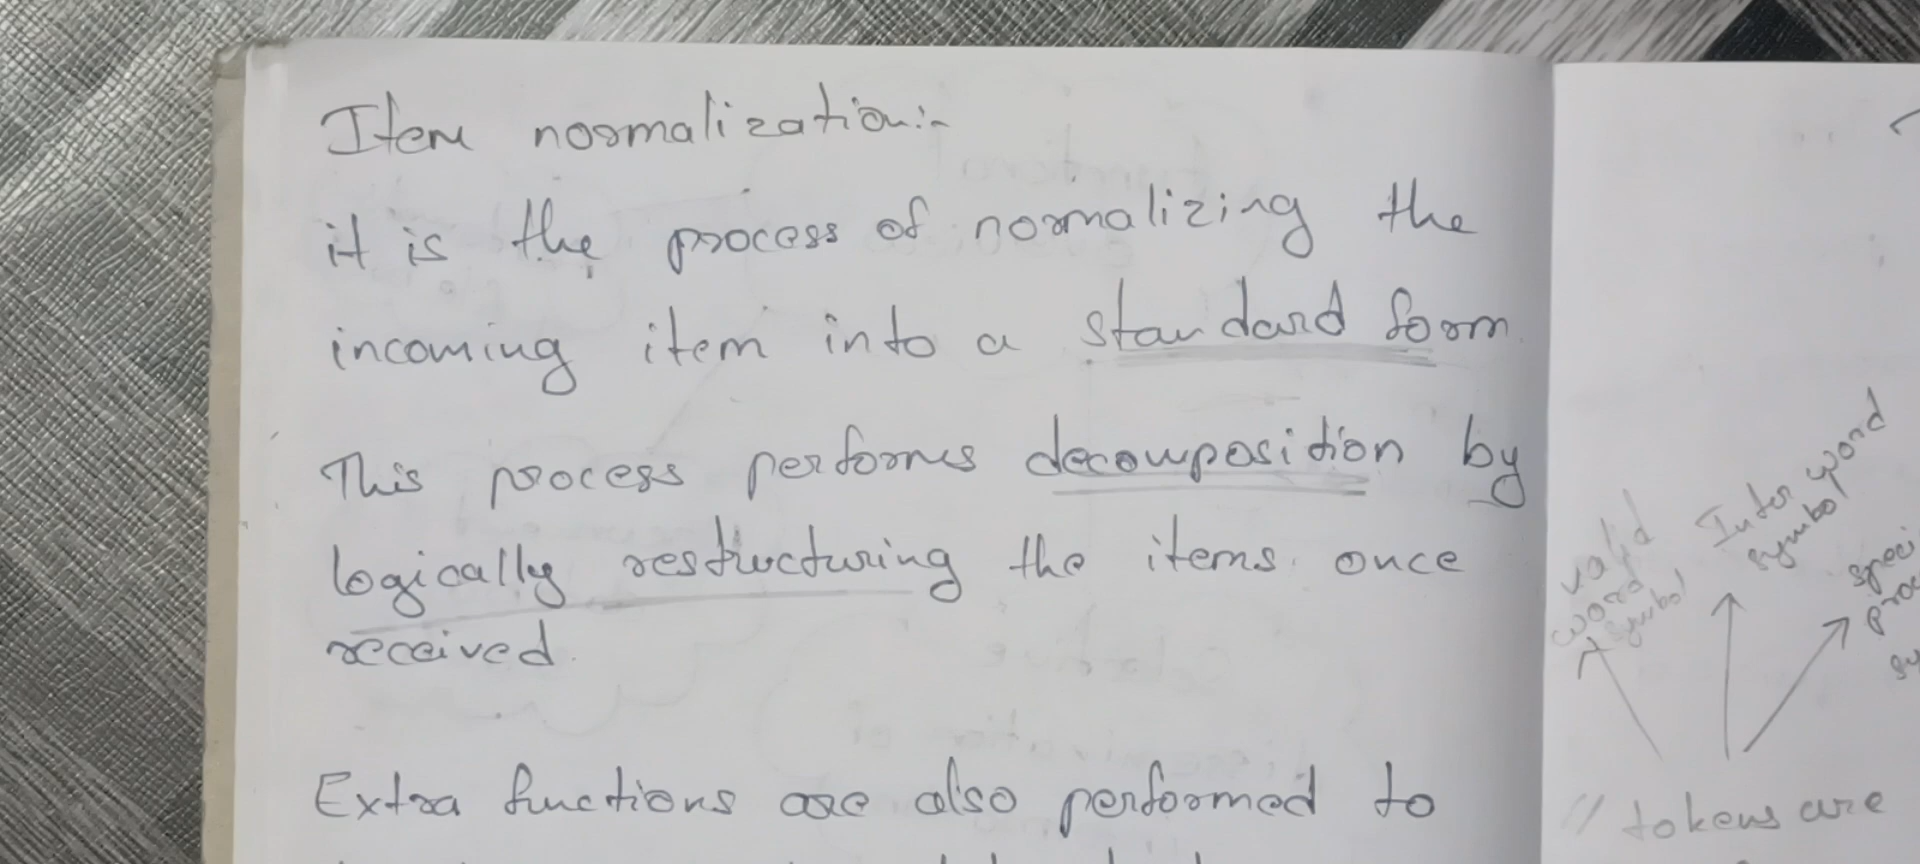 Item normalization:-
it is the process of normalizing the
incoming item into a standard form
This process performs decomposition by
logically restructuring the items once
received.
Extra functions are also performed to
valid
word
symbol
Inter word
symbol
// tokens are